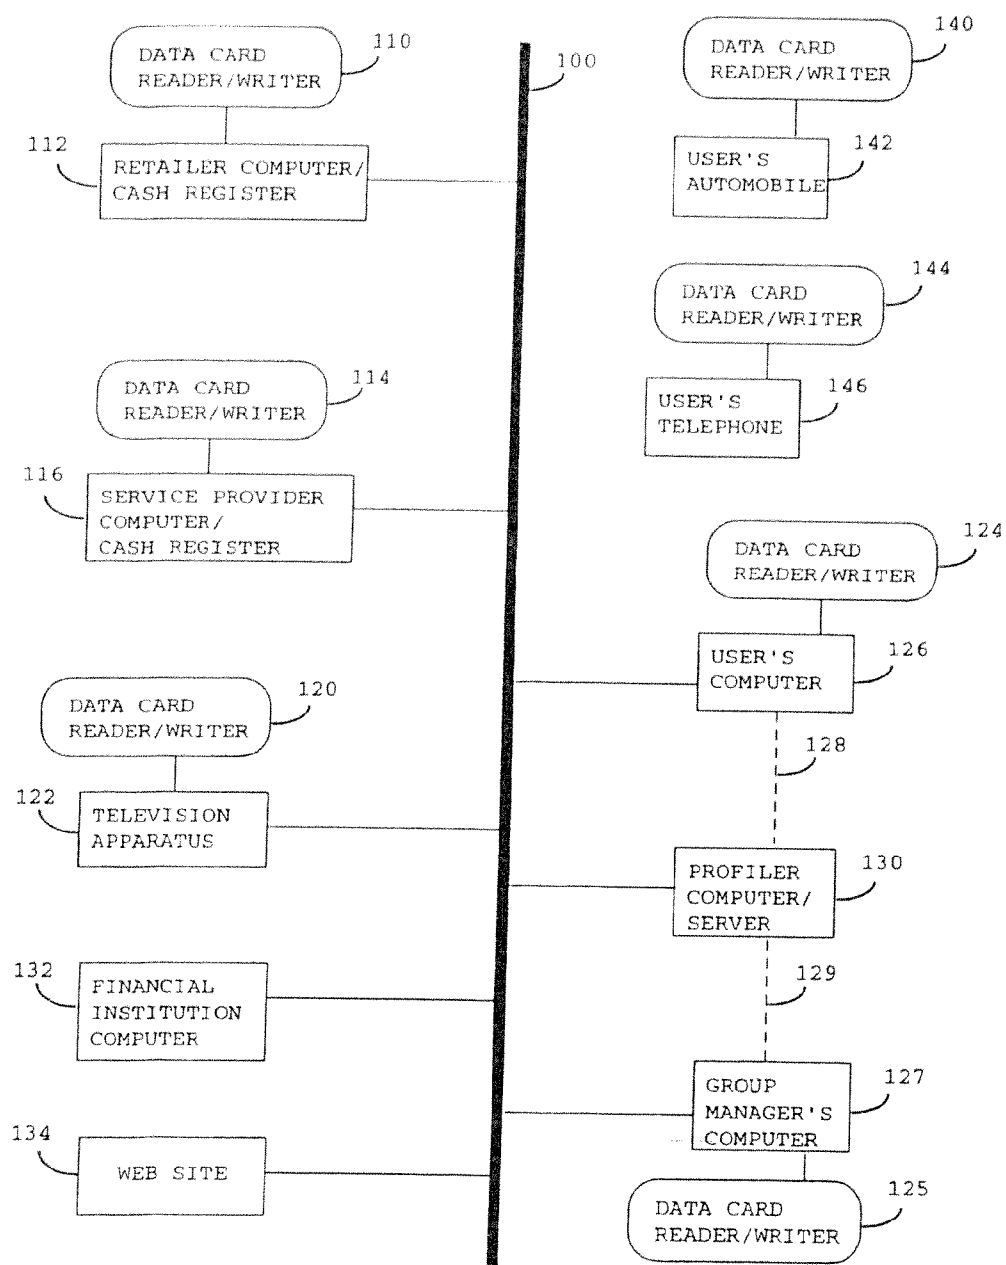 110
DATA CARD
READER/WRITER
112
RETAILER COMPUTER/
CASH REGISTER
100
140
DATA CARD
READER/WRITER
142
USER'S
AUTOMOBILE
144
DATA CARD
READER/WRITER
146
USER'S
TELEPHONE
114
DATA CARD
READER/WRITER
116
SERVICE PROVIDER
COMPUTER/
CASH REGISTER
124
DATA CARD
READER/WRITER
126
USER'S
COMPUTER
128
120
DATA CARD
READER/WRITER
122
TELEVISION
APPARATUS
130
PROFILER
COMPUTER/
SERVER
129
132
FINANCIAL
INSTITUTION
COMPUTER
127
GROUP
MANAGER'S
COMPUTER
134
WEB SITE
125
DATA CARD
READER/WRITER